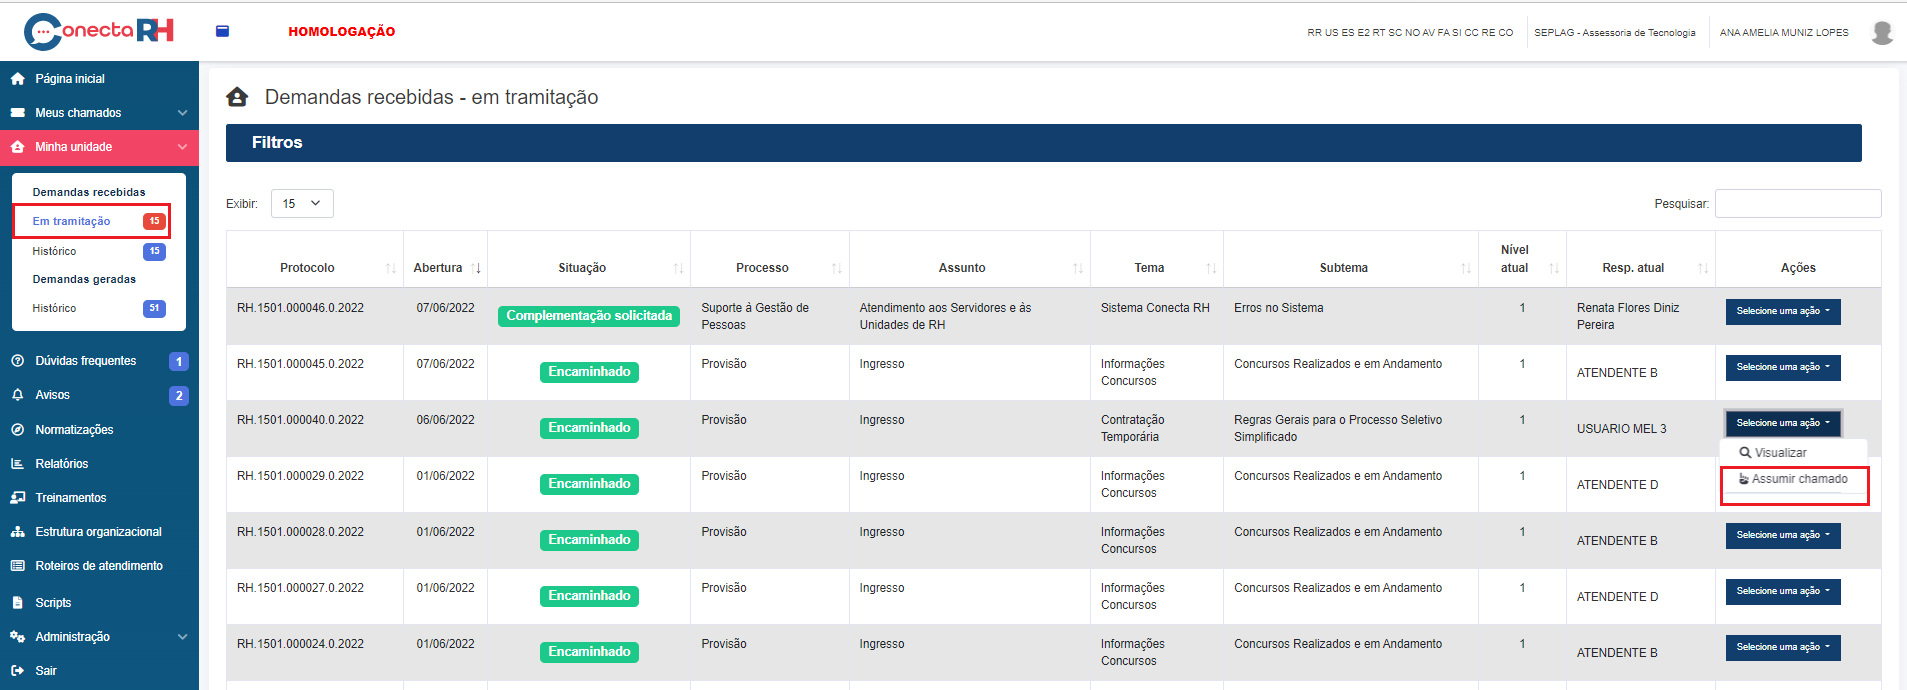 Conecta RH
HOMOLOGAÇÃO
RR US ES E2 RT SC NO AV FA SI CC RE CO
SEPLAG - Assessoria de Tecnologia
ANA AMELIA MUNIZ LOPES
Página inicial
Meus chamados
Minha unidade
Demandas recebidas
Em tramitação 15
Histórico 15
Demandas geradas
Histórico 51
Dúvidas frequentes 1
Avisos 2
Normatizações
Relatórios
Treinamentos
Estrutura organizacional
Roteiros de atendimento
Scripts
Administração
Sair
Demandas recebidas - em tramitação
Filtros
Exibir: 15
Pesquisar:
Protocolo Abertura Situação Processo Assunto Tema Subtema Nível atual Resp. atual Ações
RH.1501.000046.0.2022 07/06/2022 Complementação solicitada Suporte à Gestão de Pessoas Atendimento aos Servidores e às Unidades de RH Sistema Conecta RH Erros no Sistema 1 Renata Flores Diniz Pereira Selecione uma ação
RH.1501.000045.0.2022 07/06/2022 Encaminhado Provisão Ingresso Informações Concursos Concursos Realizados e em Andamento 1 ATENDENTE B Selecione uma ação
RH.1501.000040.0.2022 06/06/2022 Encaminhado Provisão Ingresso Contratação Temporária Regras Gerais para o Processo Seletivo Simplificado 1 USUARIO MEL 3 Selecione uma ação
Visualizar
Assumir chamado
RH.1501.000029.0.2022 01/06/2022 Encaminhado Provisão Ingresso Informações Concursos Concursos Realizados e em Andamento 1 ATENDENTE D
RH.1501.000028.0.2022 01/06/2022 Encaminhado Provisão Ingresso Informações Concursos Concursos Realizados e em Andamento 1 ATENDENTE B Selecione uma ação
RH.1501.000027.0.2022 01/06/2022 Encaminhado Provisão Ingresso Informações Concursos Concursos Realizados e em Andamento 1 ATENDENTE D Selecione uma ação
RH.1501.000024.0.2022 01/06/2022 Encaminhado Provisão Ingresso Informações Concursos Concursos Realizados e em Andamento 1 ATENDENTE B Selecione uma ação